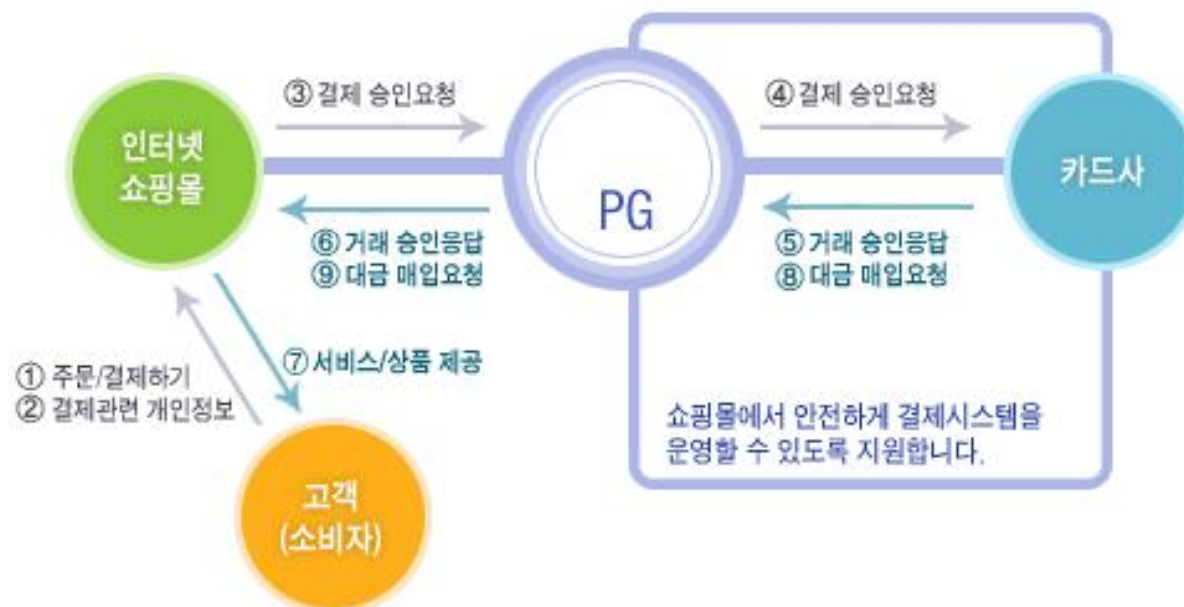 ③ 결제 승인요청
④ 결제 승인요청
인터넷
쇼핑몰
PG
카드사
⑥ 거래 승인응답
⑨ 대금 매입요청
⑤ 거래 승인응답
⑧ 대금 매입요청
⑦ 서비스/상품 제공
① 주문/결제하기
② 결제관련 개인정보
쇼핑몰에서 안전하게 결제시스템을
운영할 수 있도록 지원합니다.
고객
(소비자)